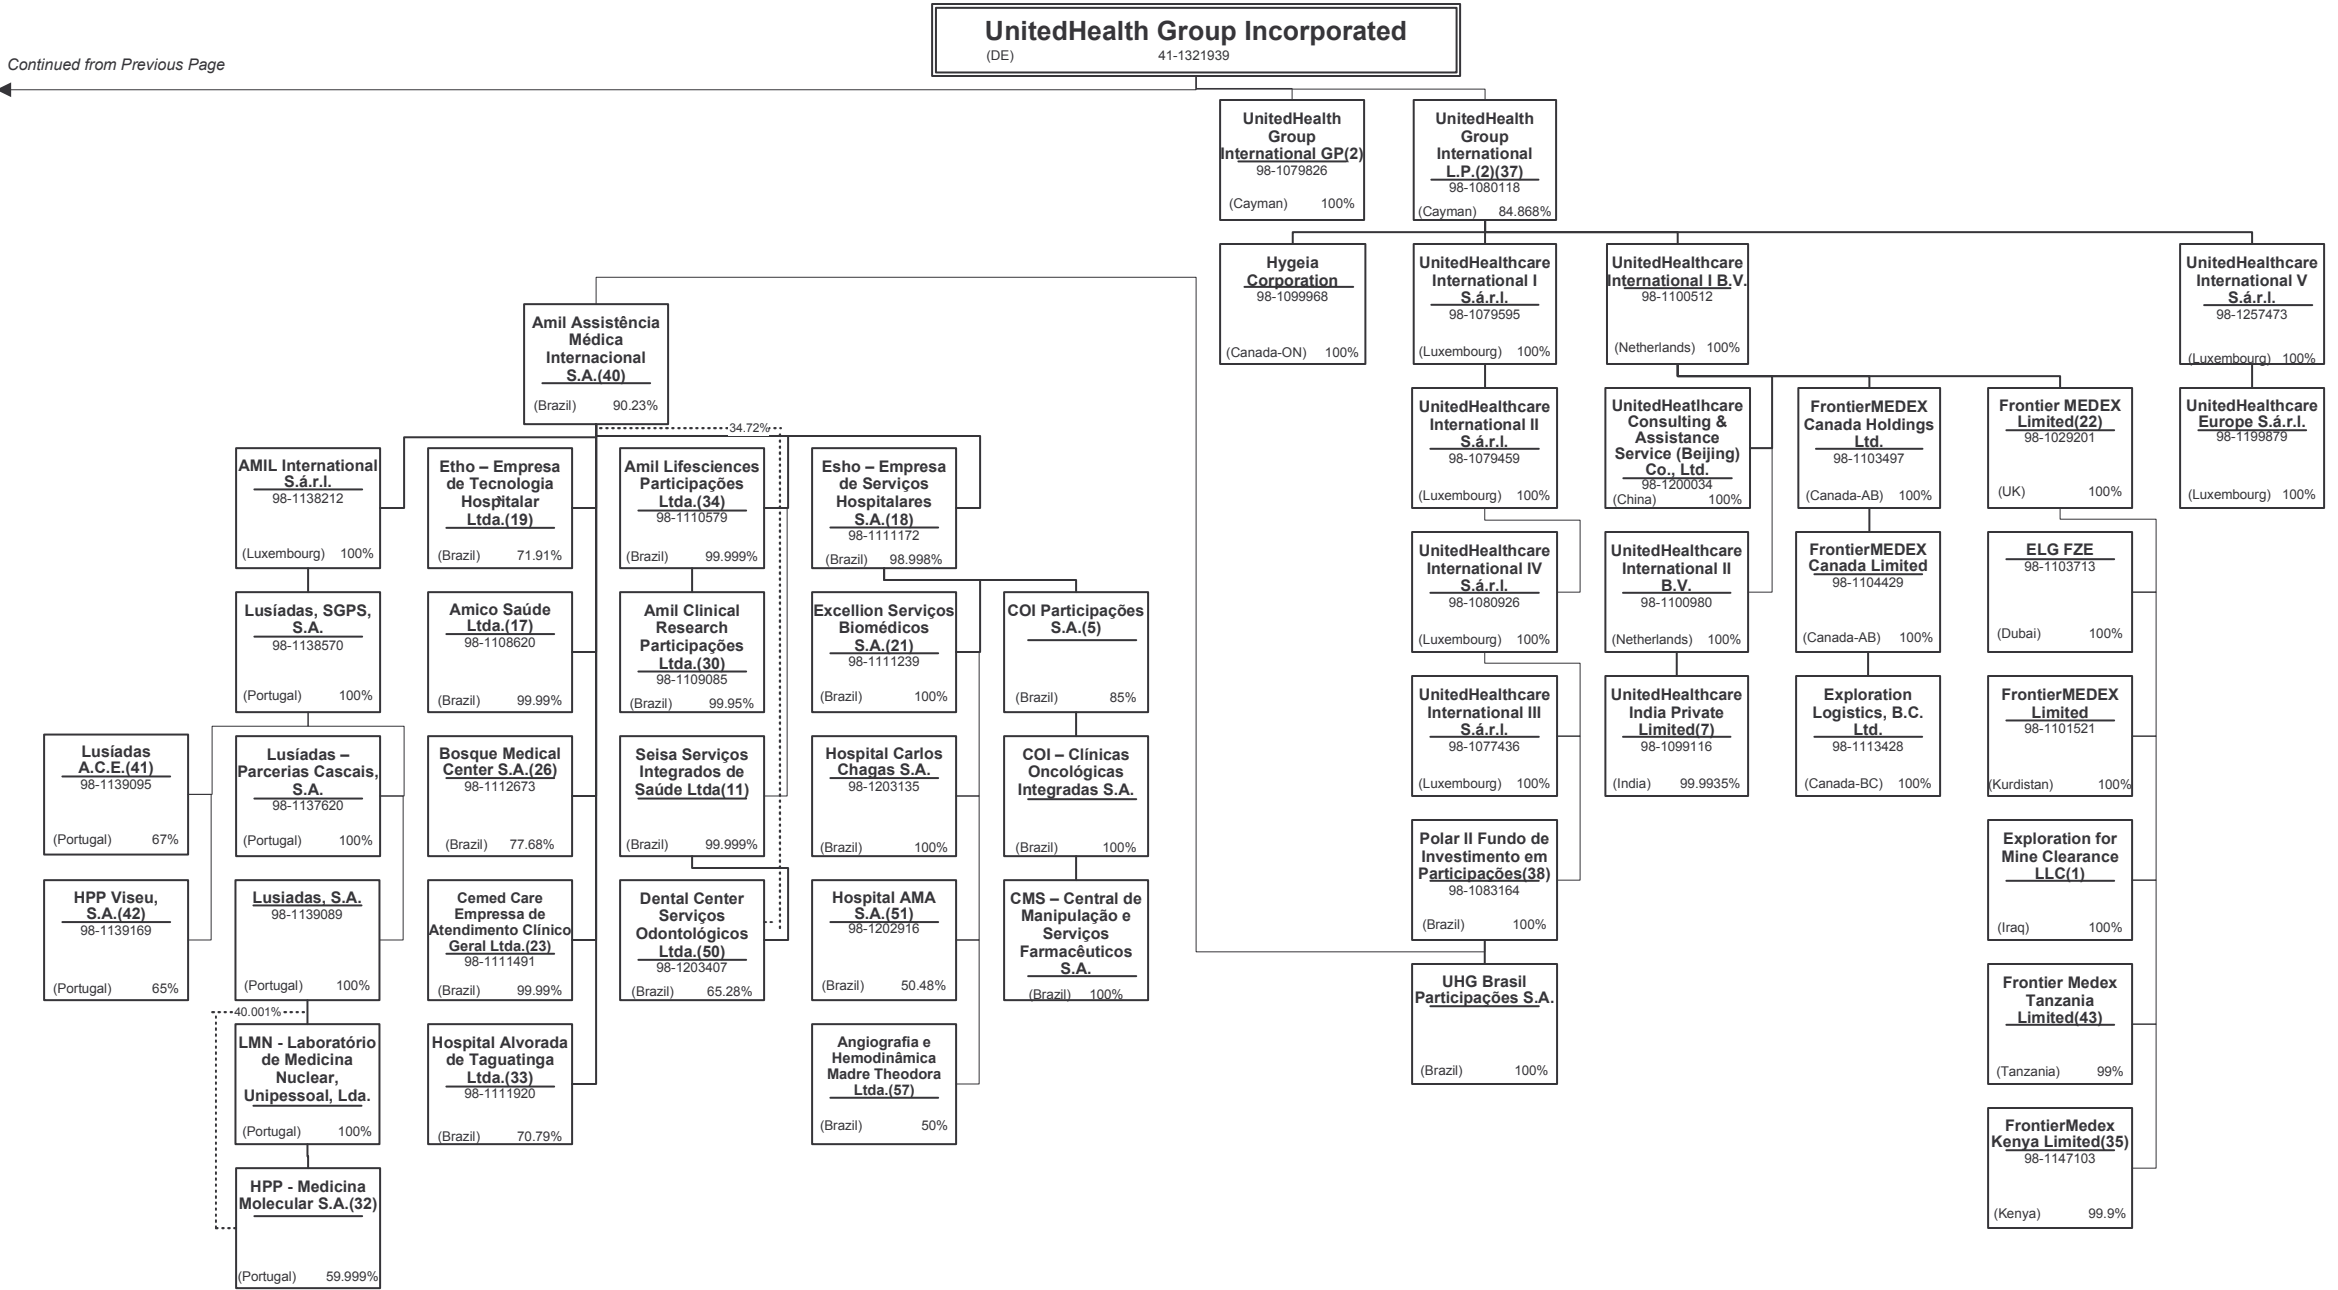 UnitedHealth Group Incorporated
(DE) 41-1321939
Continued from Previous Page
UnitedHealth
Group
International GP(2)
98-1079826
(Cayman) 100%
UnitedHealth
Group
International
L.P.(2)(37)
98-1080118
(Cayman) 84.868%
Hygeia
Corporation
98-1099968
(Canada-ON) 100%
UnitedHealthcare
International I
S.á.r.l.
98-1079595
(Luxembourg) 100%
UnitedHealthcare
International I B.V.
98-1100512
(Netherlands) 100%
UnitedHealthcare
International V
S.á.r.l.
98-1257473
(Luxembourg) 100%
Amil Assistência
Médica
Internacional
S.A.(40)
(Brazil) 90.23%
34.72%
UnitedHealthcare
International II
S.á.r.l.
98-1079459
(Luxembourg) 100%
UnitedHeatlhcare
Consulting &
Assistance
Service (Beijing)
Co., Ltd.
98-1200034
(China) 100%
FrontierMEDEX
Canada Holdings
Ltd.
98-1103497
(Canada-AB) 100%
Frontier MEDEX
Limited(22)
98-1029201
(UK) 100%
UnitedHealthcare
Europe S.á.r.l.
98-1199879
(Luxembourg) 100%
AMIL International
S.á.r.l.
98-1138212
(Luxembourg) 100%
Etho – Empresa
de Tecnologia
Hospitalar
Ltda.(19)
(Brazil) 71.91%
Amil Lifesciences
Participações
Ltda.(34)
98-1110579
(Brazil) 99.999%
Esho – Empresa
de Serviços
Hospitalares
S.A.(18)
98-1111172
(Brazil) 98.998%
UnitedHealthcare
International IV
S.á.r.l.
98-1080926
(Luxembourg) 100%
UnitedHealthcare
International II
B.V.
98-1100980
(Netherlands) 100%
FrontierMEDEX
Canada Limited
98-1104429
(Canada-AB) 100%
ELG FZE
98-1103713
(Dubai) 100%
Lusíadas, SGPS,
S.A.
98-1138570
(Portugal) 100%
Amico Saúde
Ltda.(17)
98-1108620
(Brazil) 99.99%
Amil Clinical
Research
Participações
Ltda.(30)
98-1109085
(Brazil) 99.95%
Excellion Serviços
Biomédicos
S.A.(21)
98-1111239
(Brazil) 100%
COI Participações
S.A.(5)
(Brazil) 85%
UnitedHealthcare
International III
S.á.r.l.
98-1077436
(Luxembourg) 100%
UnitedHealthcare
India Private
Limited(7)
98-1099116
(India) 99.9935%
Exploration
Logistics, B.C.
Ltd.
98-1113428
(Canada-BC) 100%
FrontierMEDEX
Limited
98-1101521
(Kurdistan) 100%
Lusíadas
A.C.E.(41)
98-1139095
(Portugal) 67%
Lusíadas –
Parcerias Cascais,
S.A.
98-1137620
(Portugal) 100%
Bosque Medical
Center S.A.(26)
98-1112673
(Brazil) 77.68%
Seisa Serviços
Integrados de
Saúde Ltda(11)
(Brazil) 99.999%
Hospital Carlos
Chagas S.A.
98-1203135
(Brazil) 100%
COI – Clínicas
Oncológicas
Integradas S.A.
(Brazil) 100%
Polar II Fundo de
Investimento em
Participações(38)
98-1083164
(Brazil) 100%
Exploration for
Mine Clearance
LLC(1)
(Iraq) 100%
HPP Viseu,
S.A.(42)
98-1139169
(Portugal) 65%
Lusiadas, S.A.
98-1139089
(Portugal) 100%
Cemed Care
Empressa de
Atendimento Clínico
Geral Ltda.(23)
98-1111491
(Brazil) 99.99%
Dental Center
Serviços
Odontológicos
Ltda.(50)
98-1203407
(Brazil) 65.28%
Hospital AMA
S.A.(51)
98-1202916
(Brazil) 50.48%
CMS – Central de
Manipulação e
Serviços
Farmacêuticos
S.A.
(Brazil) 100%
UHG Brasil
Participações S.A.
(Brazil) 100%
Frontier Medex
Tanzania
Limited(43)
(Tanzania) 99%
40.001%
LMN - Laboratório
de Medicina
Nuclear,
Unipessoal, Lda.
(Portugal) 100%
Hospital Alvorada
de Taguatinga
Ltda.(33)
98-1111920
(Brazil) 70.79%
Angiografia e
Hemodinâmica
Madre Theodora
Ltda.(57)
(Brazil) 50%
FrontierMedex
Kenya Limited(35)
98-1147103
(Kenya) 99.9%
HPP - Medicina
Molecular S.A.(32)
(Portugal) 59.999%